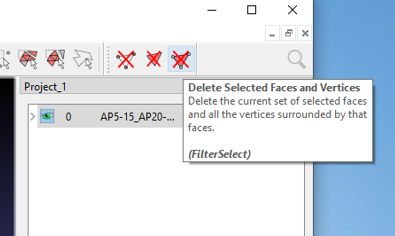 Project_1
0 AP5-15_AP20-...
Delete Selected Faces and Vertices
Delete the current set of selected faces
and all the vertices surrounded by that
faces.
(FilterSelect)